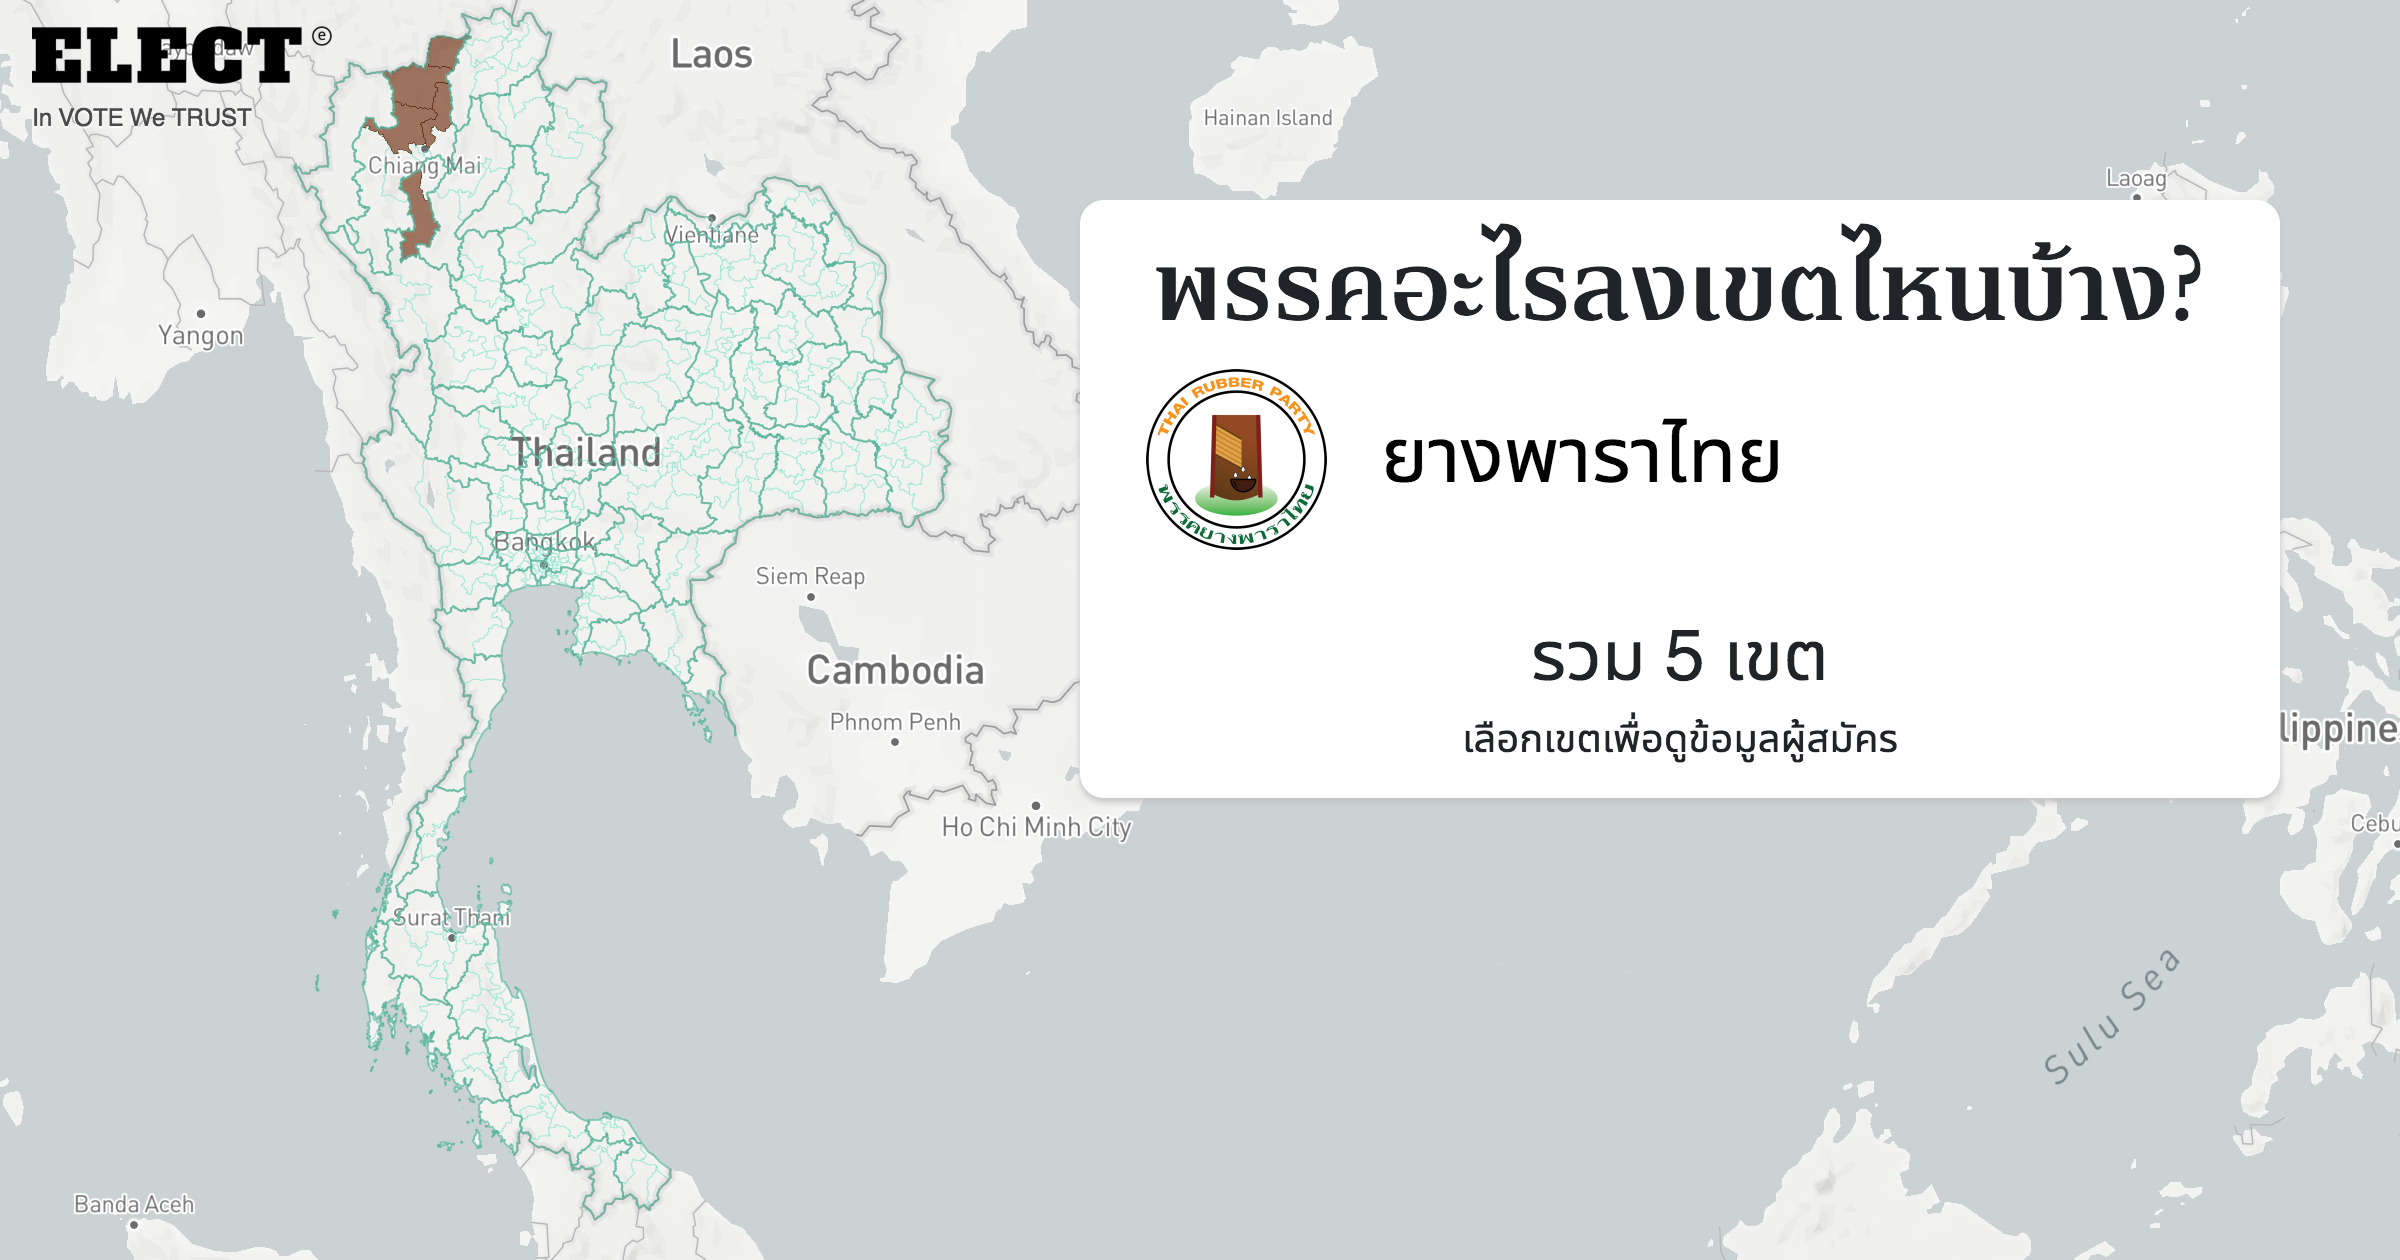 ELECT ⓔ
In VOTE We TRUST
Laos
Hainan Island
Chiang Mai
Laoag
Vientiane
Yangon
พรรคอะไรลงเขตไหนบ้าง?
THAI RUBBER PARTY
พรรคยางพาราไทย
ยางพาราไทย
Thailand
Bangkok
Siem Reap
รวม 5 เขต
Cambodia
Phnom Penh
เลือกเขตเพื่อดูข้อมูลผู้สมัคร
lippine
Ho Chi Minh City
Cebu
Surat Thani
Sulu Sea
Banda Aceh